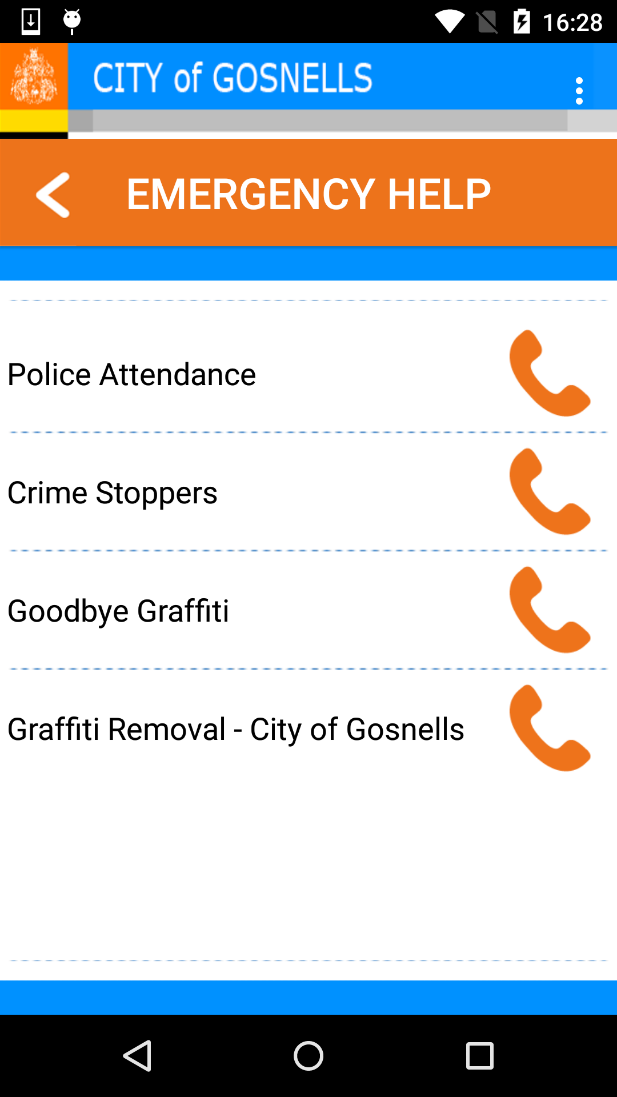 16:28
CITY of GOSNELLS
EMERGENCY HELP
Police Attendance
Crime Stoppers
Goodbye Graffiti
Graffiti Removal - City of Gosnells